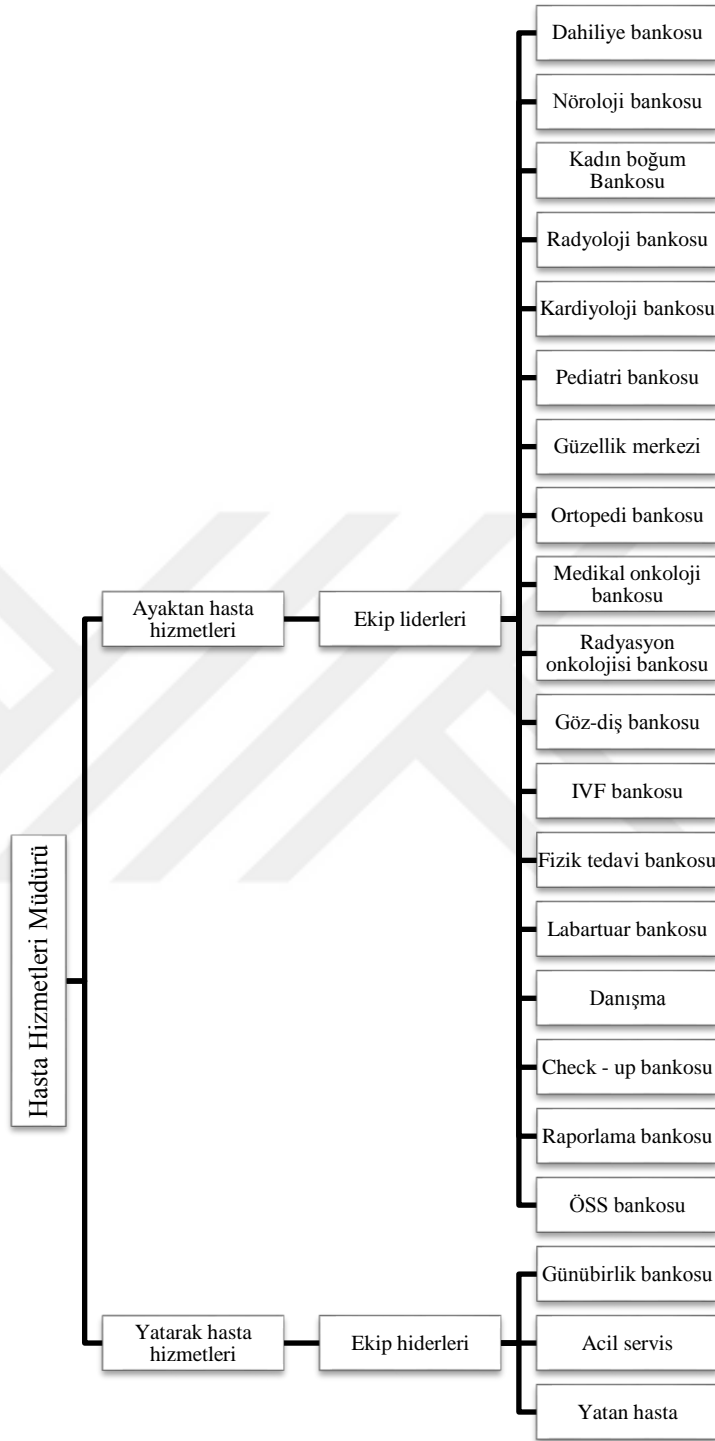 Hasta Hizmetleri Müdürü
Ayaktan hasta
hizmetleri
Ekip liderleri
Dahiliye bankosu
Nöroloji bankosu
Kadın boğum
Bankosu
Radyoloji bankosu
Kardiyoloji bankosu
Pediatri bankosu
Güzellik merkezi
Ortopedi bankosu
Medikal onkoloji
bankosu
Radyasyon
onkolojisi bankosu
Göz-diş bankosu
IVF bankosu
Fizik tedavi bankosu
Labartuar bankosu
Danışma
Check - up bankosu
Raporlama bankosu
ÖSS bankosu
Yatarak hasta
hizmetleri
Ekip hiderleri
Günübirlik bankosu
Acil servis
Yatan hasta